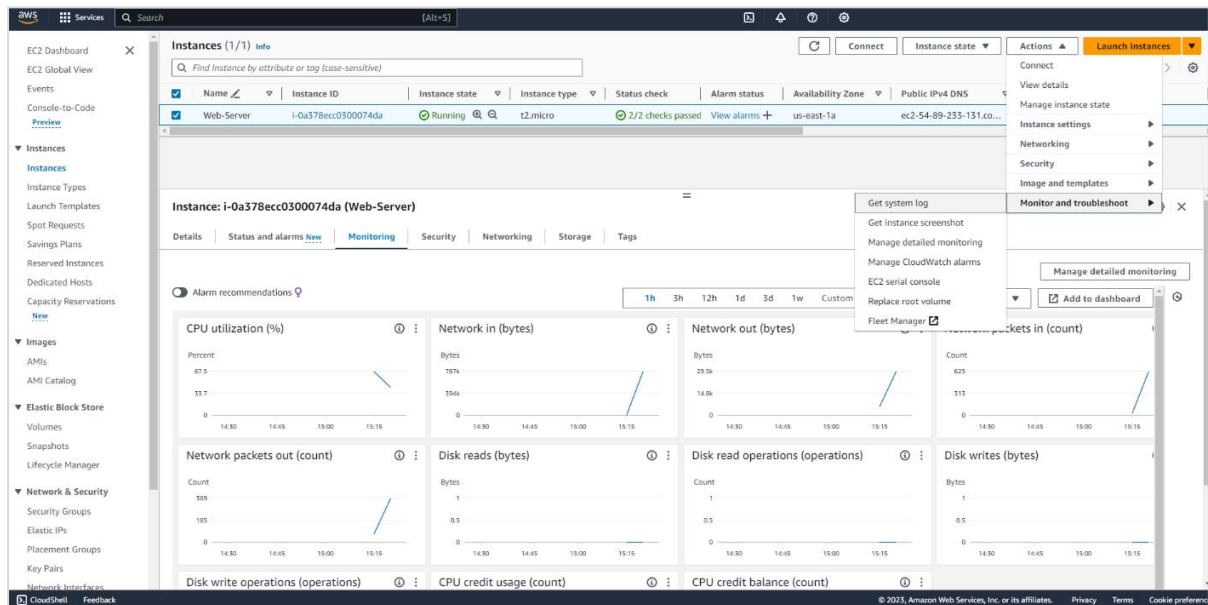 aws Services Search [Alt+S]
EC2 Dashboard
EC2 Global View
Events
Console-to-Code
Preview
Instances
Instances
Instance Types
Launch Templates
Spot Requests
Savings Plans
Reserved Instances
Dedicated Hosts
Capacity Reservations
New
Images
AMIs
AMI Catalog
Elastic Block Store
Volumes
Snapshots
Lifecycle Manager
Network & Security
Security Groups
Elastic IPs
Placement Groups
Key Pairs
Network Interfaces
Instances (1/1) Info
Connect Instance state Actions Launch instances
Find Instance by attribute or tag (case-sensitive)
Name Instance ID Instance state Instance type Status check Alarm status Availability Zone Public IPv4 DNS
Web-Server i-0a378ecc0300074da Running t2.micro 2/2 checks passed View alarms + us-east-1a ec2-54-89-233-131.co...
Connect
View details
Manage instance state
Instance settings
Networking
Security
Image and templates
Monitor and troubleshoot
Get system log
Get instance screenshot
Manage detailed monitoring
Manage CloudWatch alarms
EC2 serial console
Replace root volume
Fleet Manager
Instance: i-0a378ecc0300074da (Web-Server)
Details Status and alarms New Monitoring Security Networking Storage Tags
Manage detailed monitoring
Alarm recommendations
1h 3h 12h 1d 3d 1w Custom
Add to dashboard
CPU utilization (%)
Percent
67.5
33.7
0
14:30 14:45 15:00 15:15
Network in (bytes)
Bytes
787k
394k
0
14:30 14:45 15:00 15:15
Network out (bytes)
Bytes
29.5k
14.8k
0
14:30 14:45 15:00 15:15
Network packets in (count)
Count
625
313
0
14:30 14:45 15:00 15:15
Network packets out (count)
Count
369
185
0
14:30 14:45 15:00 15:15
Disk reads (bytes)
Bytes
1
0.5
0
14:30 14:45 15:00 15:15
Disk read operations (operations)
Count
1
0.5
0
14:30 14:45 15:00 15:15
Disk writes (bytes)
Bytes
1
0.5
0
14:30 14:45 15:00 15:15
Disk write operations (operations)
CPU credit usage (count)
CPU credit balance (count)
CloudShell Feedback © 2023, Amazon Web Services, Inc. or its affiliates. Privacy Terms Cookie preferenc